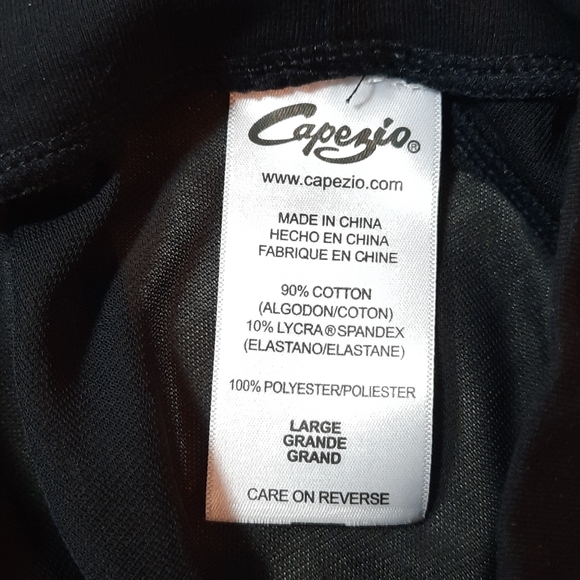 Capezio®
www.capezio.com
MADE IN CHINA
HECHO EN CHINA
FABRIQUE EN CHINE
90% COTTON
(ALGODON/COTON)
10% LYCRA®SPANDEX
(ELASTANO/ELASTANE)
100% POLYESTER/POLIESTER
LARGE
GRANDE
GRAND
CARE ON REVERSE